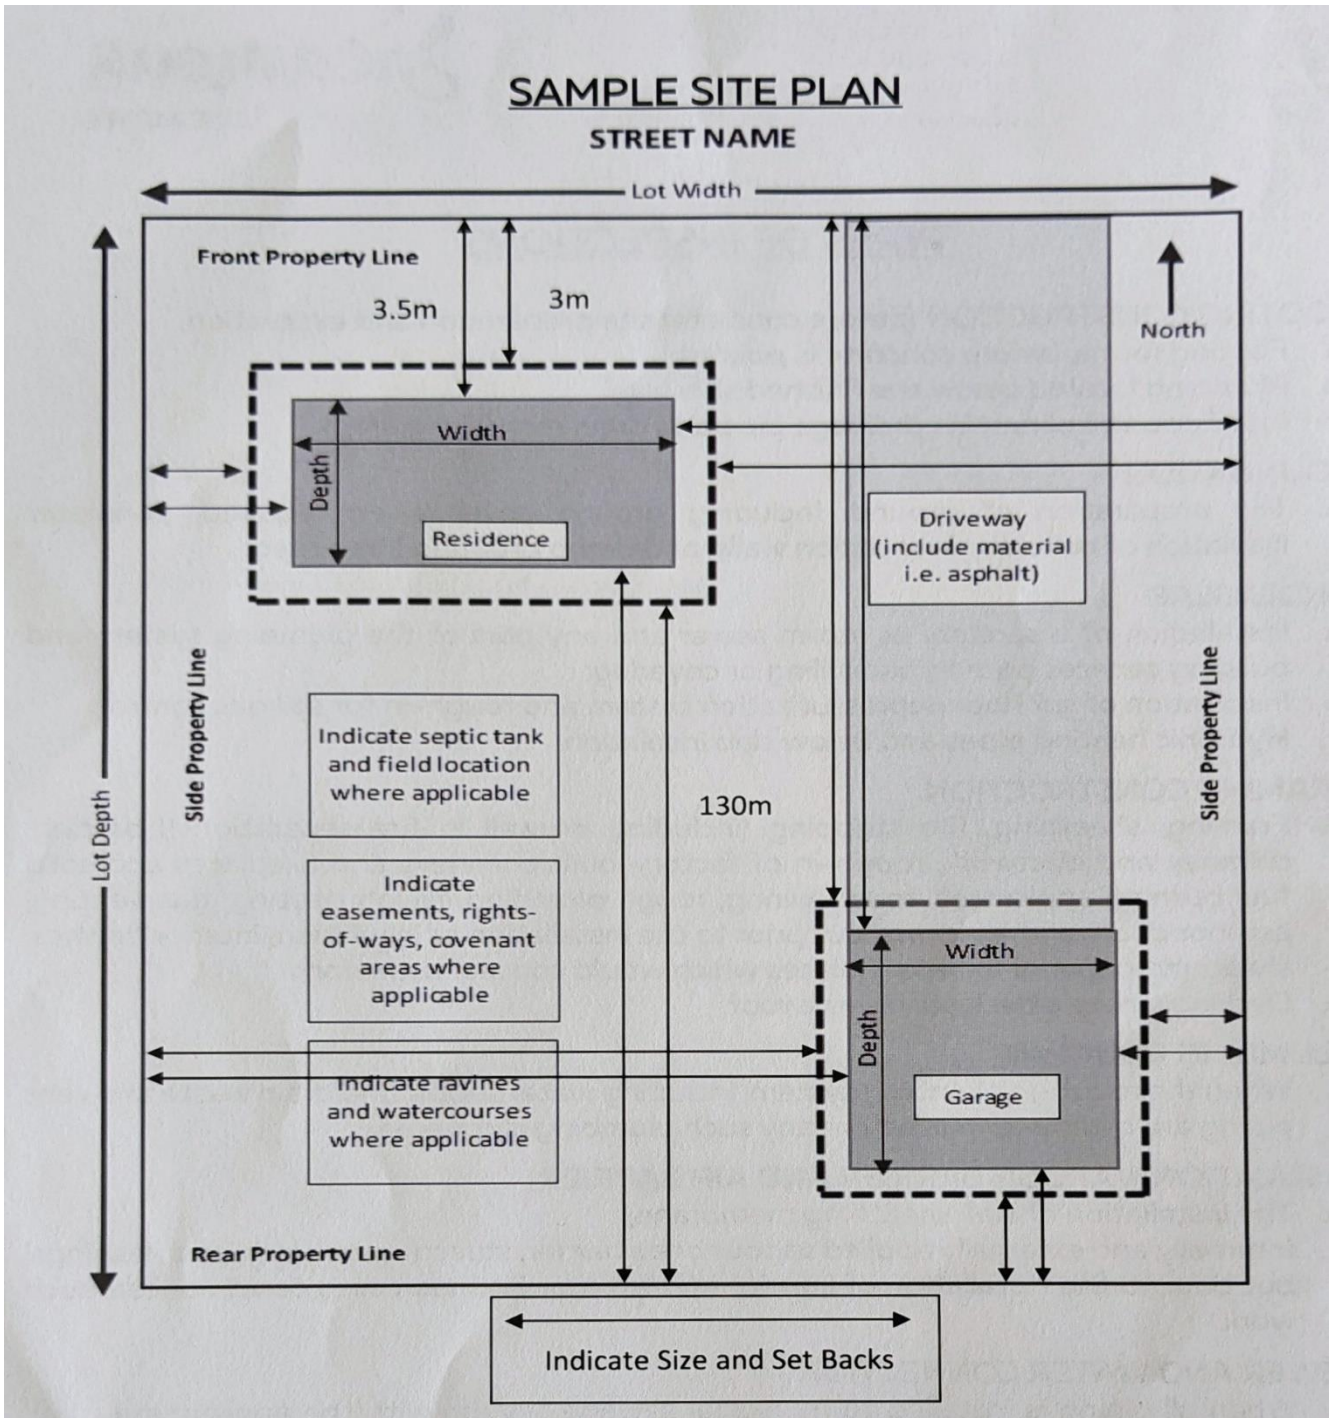 SAMPLE SITE PLAN
STREET NAME
Lot Width
Front Property Line
3.5m
3m
North
Width
Depth
Residence
Driveway
(include material
i.e. asphalt)
Side Property Line
Side Property Line
Lot Depth
Indicate septic tank
and field location
where applicable
130m
Indicate
easements, rights-
of-ways, covenant
areas where
applicable
Width
Depth
Garage
Indicate ravines
and watercourses
where applicable
Rear Property Line
Indicate Size and Set Backs